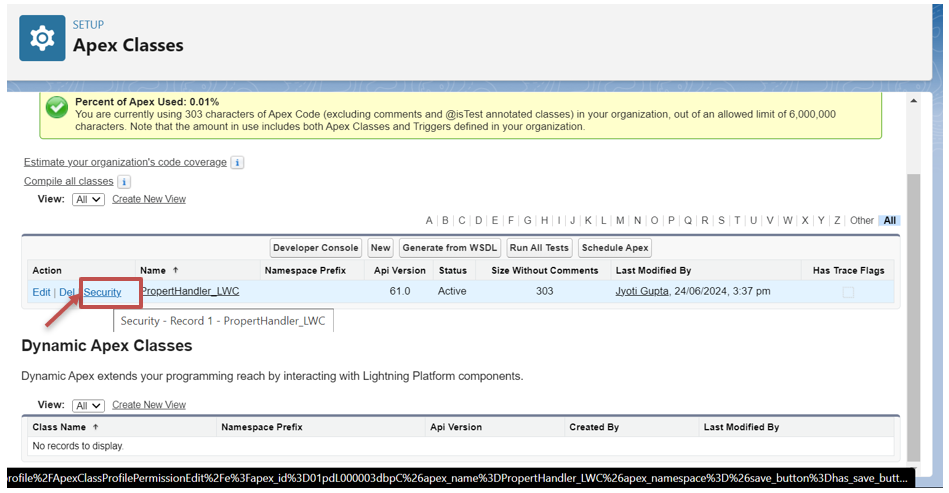 SETUP
Apex Classes
Percent of Apex Used: 0.01%
You are currently using 303 characters of Apex Code (excluding comments and @isTest annotated classes) in your organization, out of an allowed limit of 6,000,000
characters. Note that the amount in use includes both Apex Classes and Triggers defined in your organization.
Estimate your organization's code coverage i
Compile all classes i
View: All Create New View
A | B | C | D | E | F | G | H | I | J | K | L | M | N | O | P | Q | R | S | T | U | V | W | X | Y | Z | Other All
Developer Console New Generate from WSDL Run All Tests Schedule Apex
Action Name ↑ Namespace Prefix Api Version Status Size Without Comments Last Modified By Has Trace Flags
Edit | Del Security PropertHandler_LWC 61.0 Active 303 Jyoti Gupta, 24/06/2024, 3:37 pm
Security - Record 1 - PropertHandler_LWC
Dynamic Apex Classes
Dynamic Apex extends your programming reach by interacting with Lightning Platform components.
View: All Create New View
Class Name ↑ Namespace Prefix Api Version Created By Last Modified By
No records to display.
profile%2FApexClassProfilePermissionEdit%2Fe%3Fapex_id%3D01pdL000003dbpC%26apex_name%3DPropertHandler_LWC%26apex_namespace%3D%26save_button%3Dhas_save_butt...